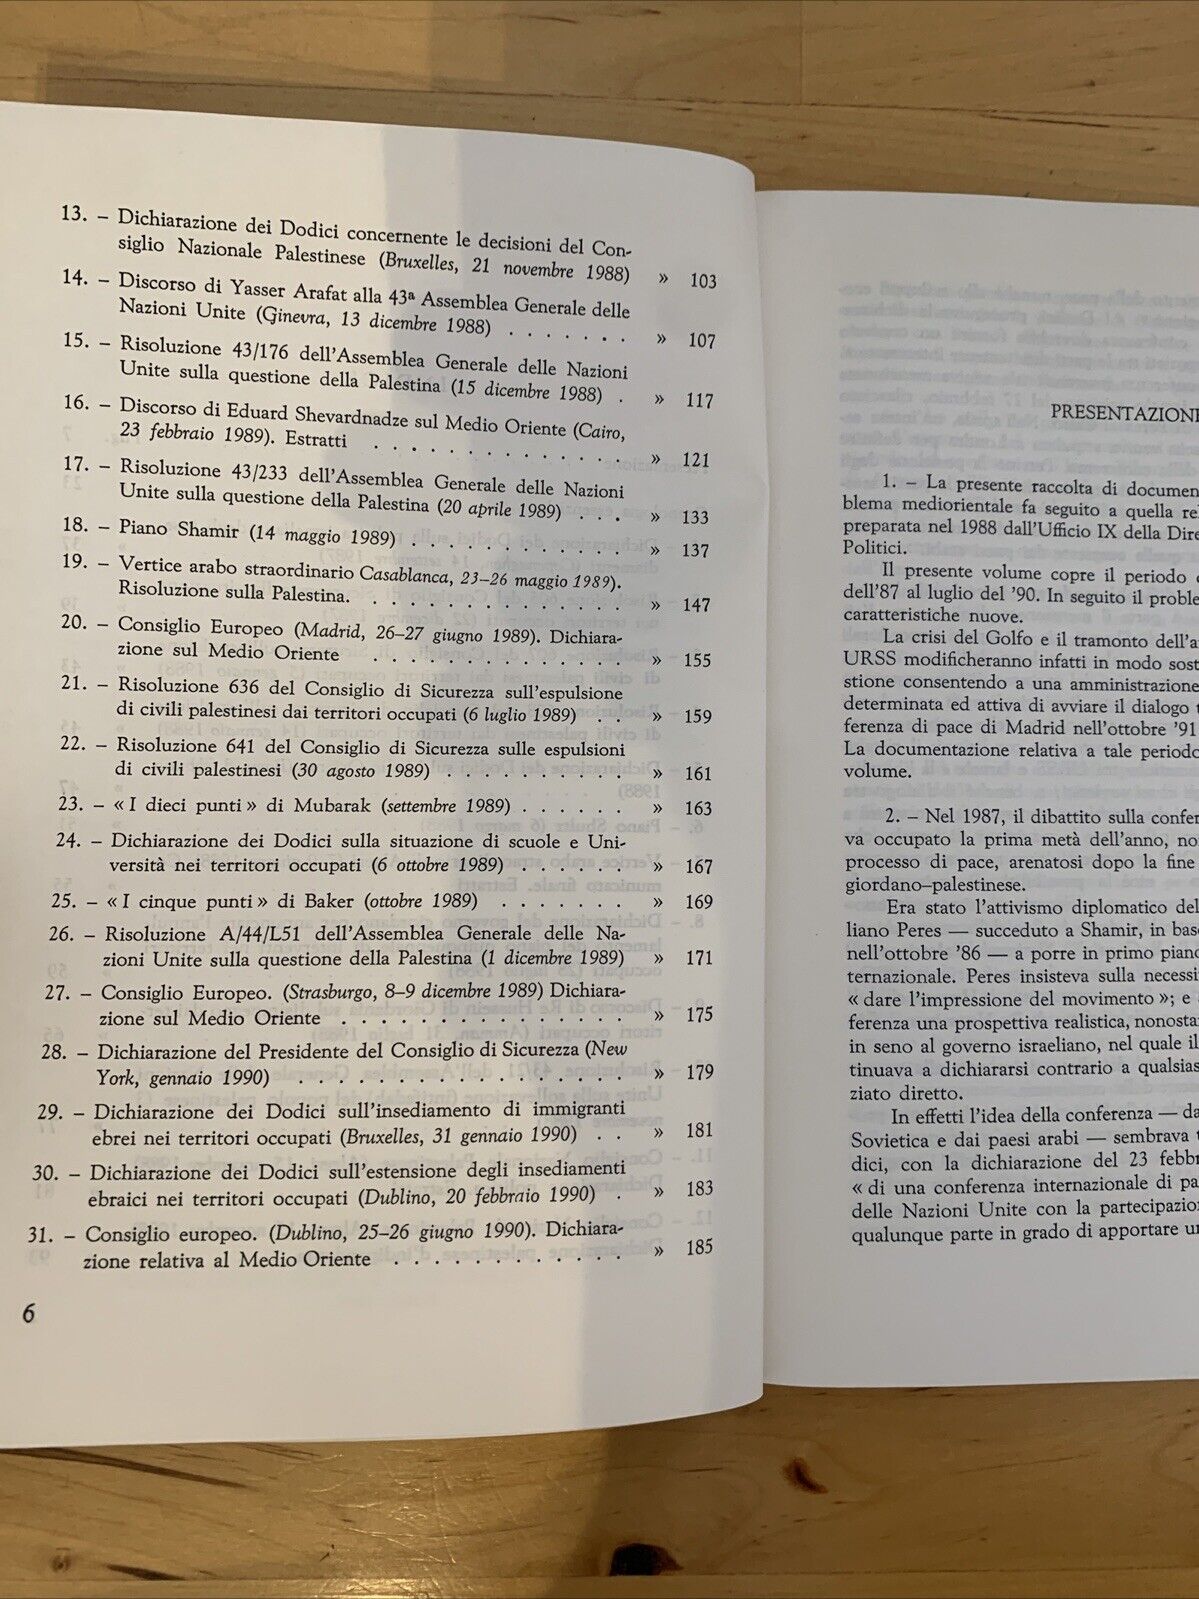 13. – Dichiarazione dei Dodici concernente le decisioni del Con-
siglio Nazionale Palestinese (Bruxelles, 21 novembre 1988) » 103
14. – Discorso di Yasser Arafat alla 43ª Assemblea Generale delle
Nazioni Unite (Ginevra, 13 dicembre 1988) . . . . . . » 107
15. – Risoluzione 43/176 dell'Assemblea Generale delle Nazioni
Unite sulla questione della Palestina (15 dicembre 1988) . » 117
16. – Discorso di Eduard Shevardnadze sul Medio Oriente (Cairo,
23 febbraio 1989). Estratti . . . . . . . . . . . . . » 121
17. – Risoluzione 43/233 dell'Assemblea Generale delle Nazioni
Unite sulla questione della Palestina (20 aprile 1989) . . . » 133
18. – Piano Shamir (14 maggio 1989) . . . . . . . . . . . . » 137
19. – Vertice arabo straordinario Casablanca, 23–26 maggio 1989).
Risoluzione sulla Palestina. . . . . . . . . . . . . . » 147
20. – Consiglio Europeo (Madrid, 26–27 giugno 1989). Dichiara-
zione sul Medio Oriente . . . . . . . . . . . . . » 155
21. – Risoluzione 636 del Consiglio di Sicurezza sull'espulsione
di civili palestinesi dai territori occupati (6 luglio 1989) . . » 159
22. – Risoluzione 641 del Consiglio di Sicurezza sulle espulsioni
di civili palestinesi (30 agosto 1989) . . . . . . . . . . » 161
23. – « I dieci punti » di Mubarak (settembre 1989) . . . . . . » 163
24. – Dichiarazione dei Dodici sulla situazione di scuole e Uni-
versità nei territori occupati (6 ottobre 1989) . . . . . . » 167
25. – « I cinque punti » di Baker (ottobre 1989) . . . . . . . » 169
26. – Risoluzione A/44/L51 dell'Assemblea Generale delle Na-
zioni Unite sulla questione della Palestina (1 dicembre 1989) » 171
27. – Consiglio Europeo. (Strasburgo, 8–9 dicembre 1989) Dichiara-
zione sul Medio Oriente . . . . . . . . . . . . . . » 175
28. – Dichiarazione del Presidente del Consiglio di Sicurezza (New
York, gennaio 1990) . . . . . . . . . . . . . . . . » 179
29. – Dichiarazione dei Dodici sull'insediamento di immigranti
ebrei nei territori occupati (Bruxelles, 31 gennaio 1990) . . » 181
30. – Dichiarazione dei Dodici sull'estensione degli insediamenti
ebraici nei territori occupati (Dublino, 20 febbraio 1990) . » 183
31. – Consiglio europeo. (Dublino, 25–26 giugno 1990). Dichiara-
zione relativa al Medio Oriente . . . . . . . . . . . . » 185
6
PRESENTAZIONE
1. – La presente raccolta di documen
blema mediorientale fa seguito a quella re
preparata nel 1988 dall'Ufficio IX della Dire
Politici.
Il presente volume copre il periodo
dell'87 al luglio del '90. In seguito il proble
caratteristiche nuove.
La crisi del Golfo e il tramonto dell'a
URSS modificheranno infatti in modo sost
stione consentendo a una amministrazione
determinata ed attiva di avviare il dialogo
ferenza di pace di Madrid nell'ottobre '91
La documentazione relativa a tale periodo
volume.
2. – Nel 1987, il dibattito sulla confer
va occupato la prima metà dell'anno, no
processo di pace, arenatosi dopo la fine
giordano–palestinese.
Era stato l'attivismo diplomatico del
liano Peres — succeduto a Shamir, in bas
nell'ottobre '86 — a porre in primo piano
ternazionale. Peres insisteva sulla necessi
« dare l'impressione del movimento »; e
ferenza una prospettiva realistica, nonosta
in seno al governo israeliano, nel quale il
tinuava a dichiararsi contrario a qualsias
ziato diretto.
In effetti l'idea della conferenza — da
Sovietica e dai paesi arabi — sembrava
dici, con la dichiarazione del 23 febbr
« di una conferenza internazionale di pa
delle Nazioni Unite con la partecipazio
qualunque parte in grado di apportare un